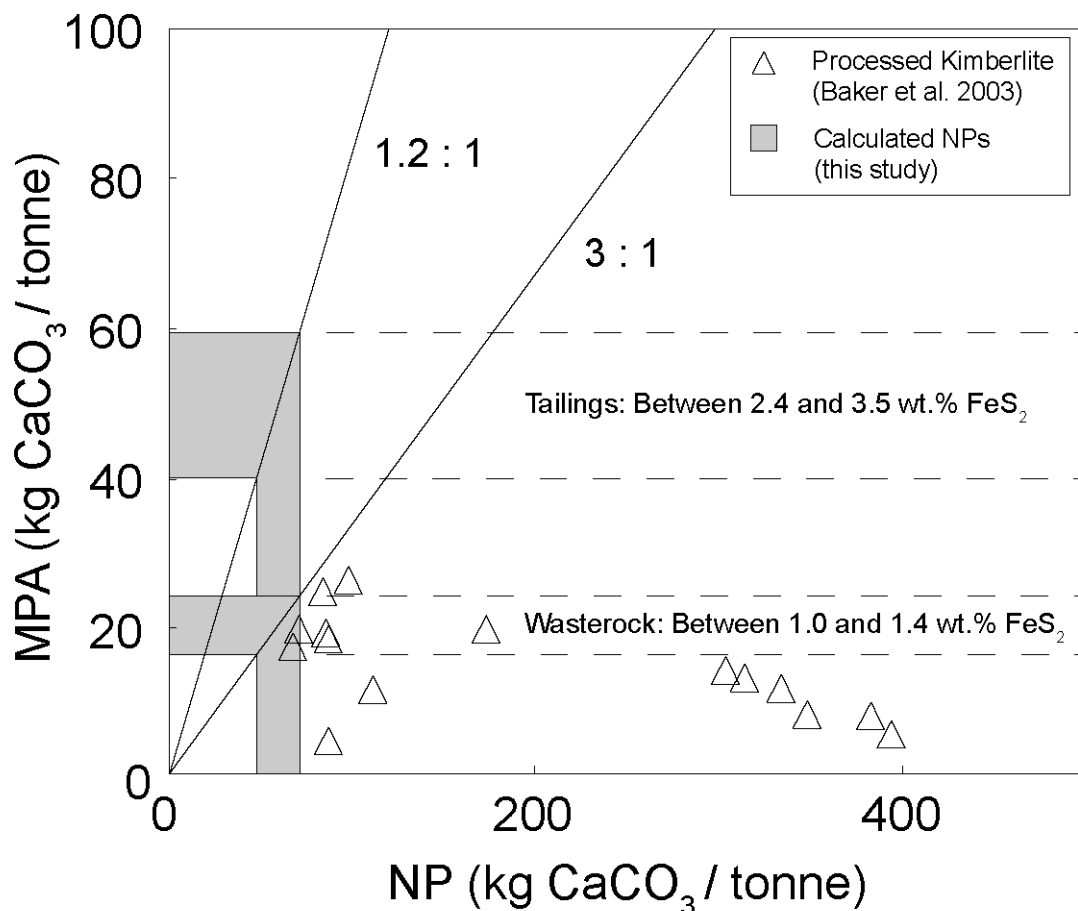 100
80
60
40
20
0
0
200
400
MPA (kg CaCO3 / tonne)
NP (kg CaCO3 / tonne)
1.2 : 1
3 : 1
Processed Kimberlite
(Baker et al. 2003)
Calculated NPs
(this study)
Tailings: Between 2.4 and 3.5 wt.% FeS2
Wasterock: Between 1.0 and 1.4 wt.% FeS2